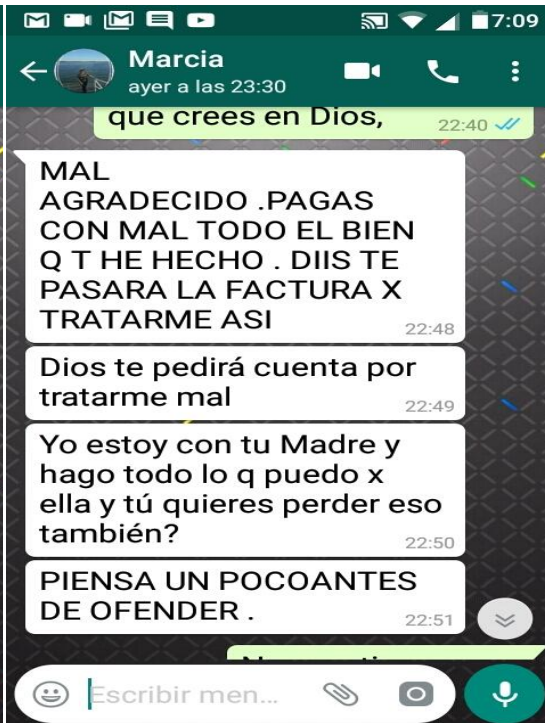 7:09
Marcia
ayer a las 23:30
que crees en Dios,
22:40
MAL
AGRADECIDO .PAGAS
CON MAL TODO EL BIEN
Q T HE HECHO . DIIS TE
PASARA LA FACTURA X
TRATARME ASI
22:48
Dios te pedirá cuenta por
tratarme mal
22:49
Yo estoy con tu Madre y
hago todo lo q puedo x
ella y tú quieres perder eso
también?
22:50
PIENSA UN POCOANTES
DE OFENDER .
22:51
Escribir men...